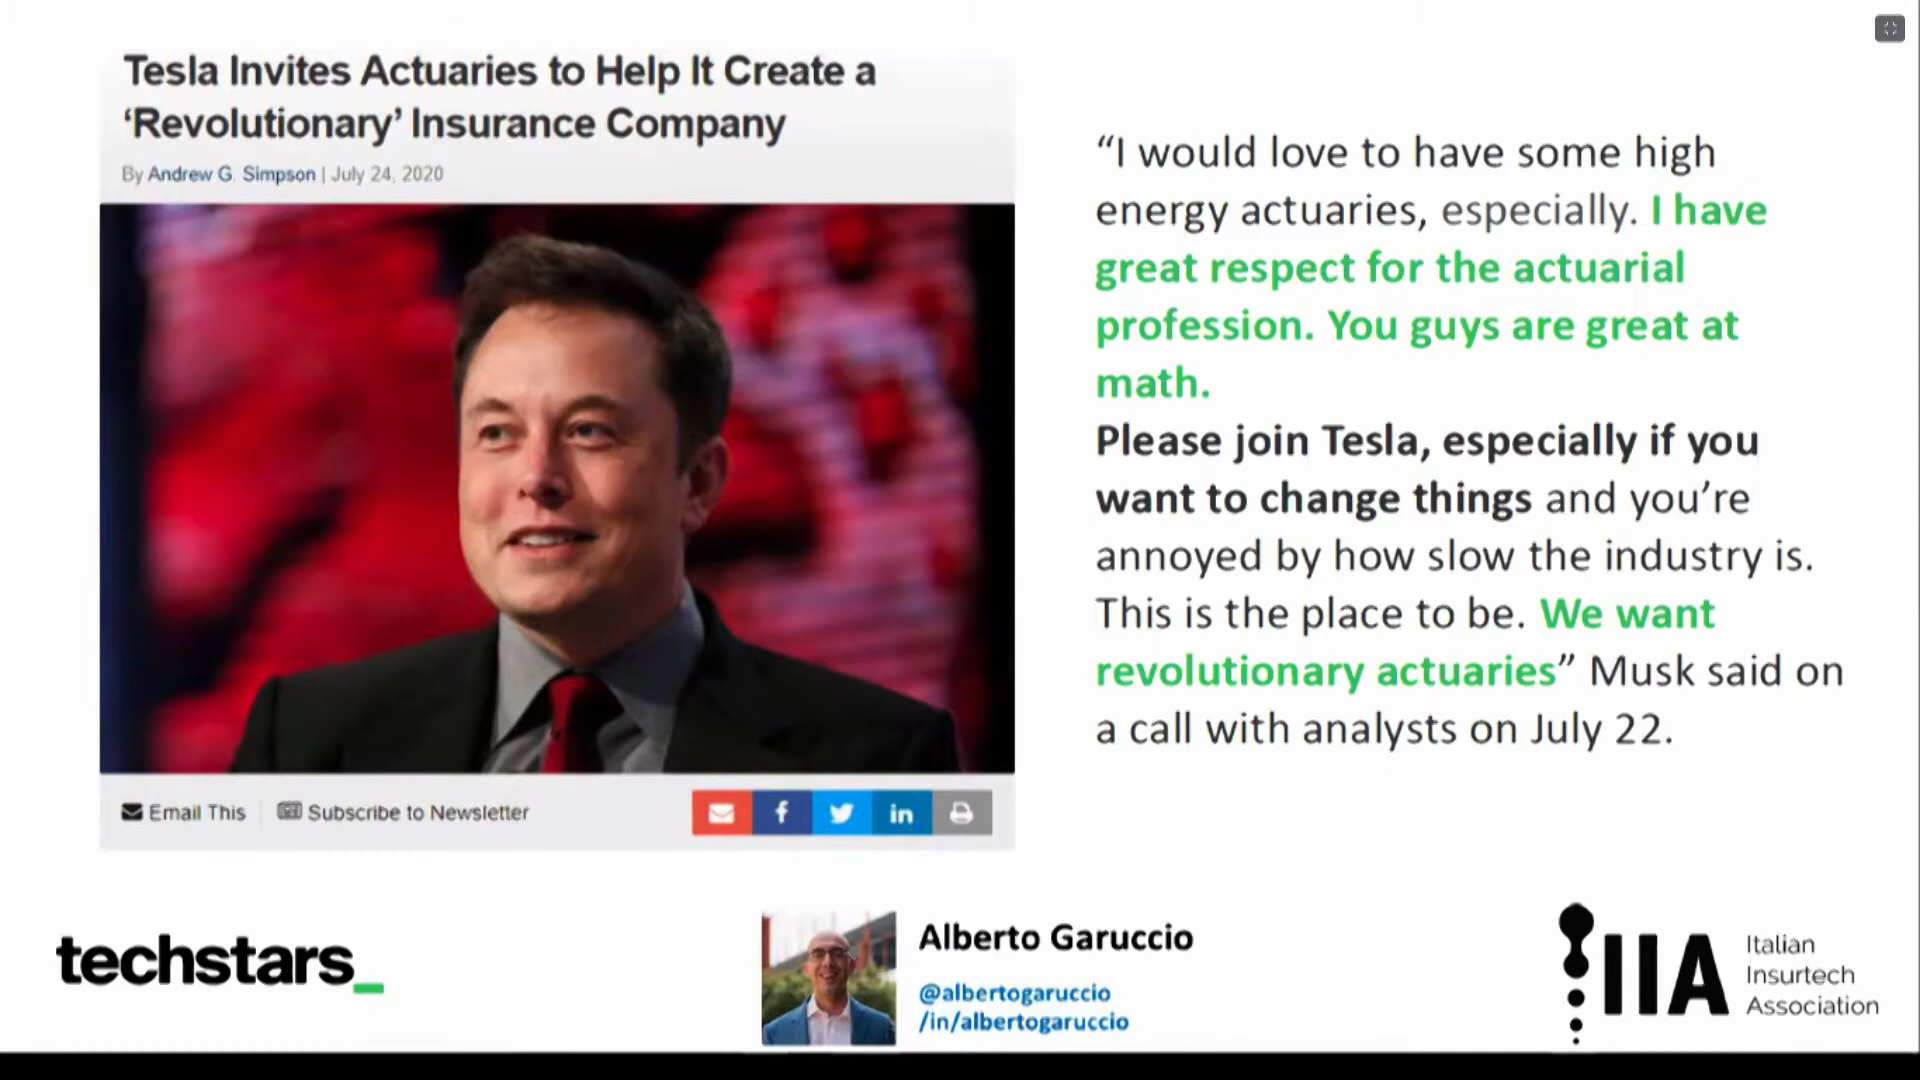 Tesla Invites Actuaries to Help It Create a
‘Revolutionary’ Insurance Company
By Andrew G. Simpson | July 24, 2020
Email This
Subscribe to Newsletter
f
in
“I would love to have some high
energy actuaries, especially. I have
great respect for the actuarial
profession. You guys are great at
math.
Please join Tesla, especially if you
want to change things and you’re
annoyed by how slow the industry is.
This is the place to be. We want
revolutionary actuaries” Musk said on
a call with analysts on July 22.
techstars_
Alberto Garuccio
@albertogaruccio
/in/albertogaruccio
IIA
Italian
Insurtech
Association